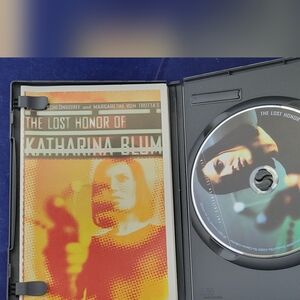 SCHLÖNDORFF and MARGARETHE VON TROTTA'S
THE LOST HONOR OF
KATHARINA BLUM
THE LOST HONOR